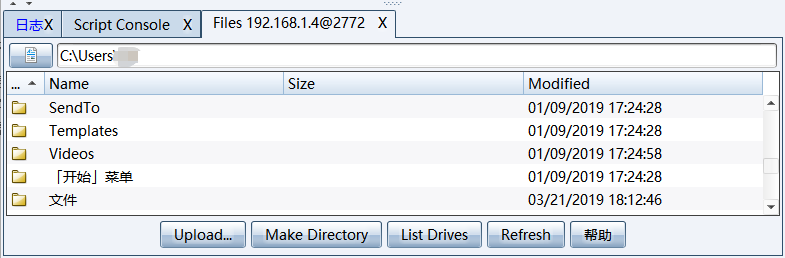 日志X Script Console X Files 192.168.1.4@2772 X
C:\Users\
... Name Size Modified
SendTo 01/09/2019 17:24:28
Templates 01/09/2019 17:24:28
Videos 01/09/2019 17:24:58
「开始」菜单 01/09/2019 17:24:28
文件 03/21/2019 18:12:46
Upload... Make Directory List Drives Refresh 帮助